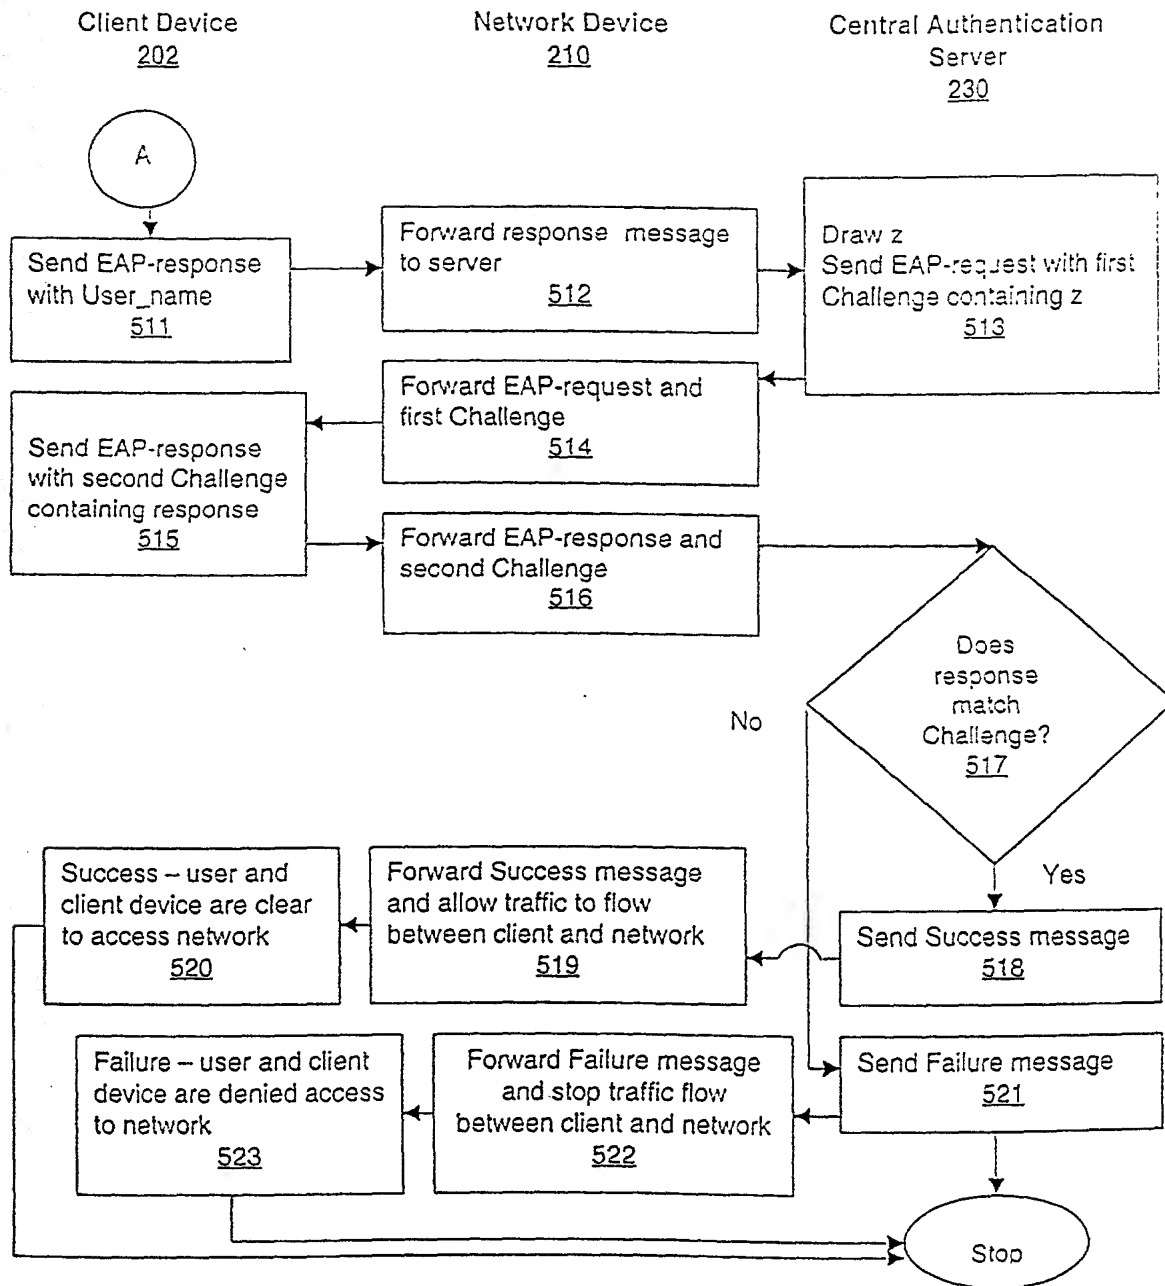 Client Device
202
Network Device
210
Central Authentication
Server
230
A
Send EAP-response
with User_name
511
Forward response message
to server
512
Draw z
Send EAP-request with first
Challenge containing z
513
Forward EAP-request and
first Challenge
514
Send EAP-response
with second Challenge
containing response
515
Forward EAP-response and
second Challenge
516
Does
response
match
Challenge?
517
No
Yes
Success – user and
client device are clear
to access network
520
Forward Success message
and allow traffic to flow
between client and network
519
Send Success message
518
Failure – user and client
device are denied access
to network
523
Forward Failure message
and stop traffic flow
between client and network
522
Send Failure message
521
Stop